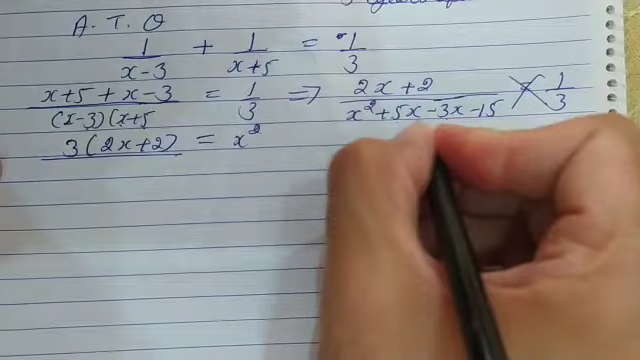 A. T. Q
1/(x-3) + 1/(x+5) = 1/3
(x+5+x-3)/((x-3)(x+5) = 1/3 ⇒ (2x+2)/(x²+5x-3x-15) = 1/3
3(2x+2) = x²